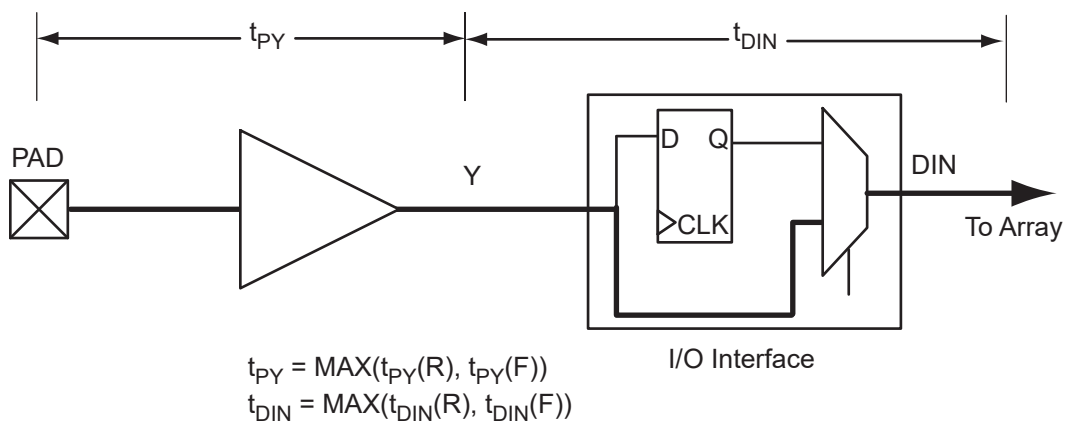 tPY
tDIN
PAD
Y
D Q
CLK
DIN
To Array
I/O Interface
tPY = MAX(tPY(R), tPY(F))
tDIN = MAX(tDIN(R), tDIN(F))